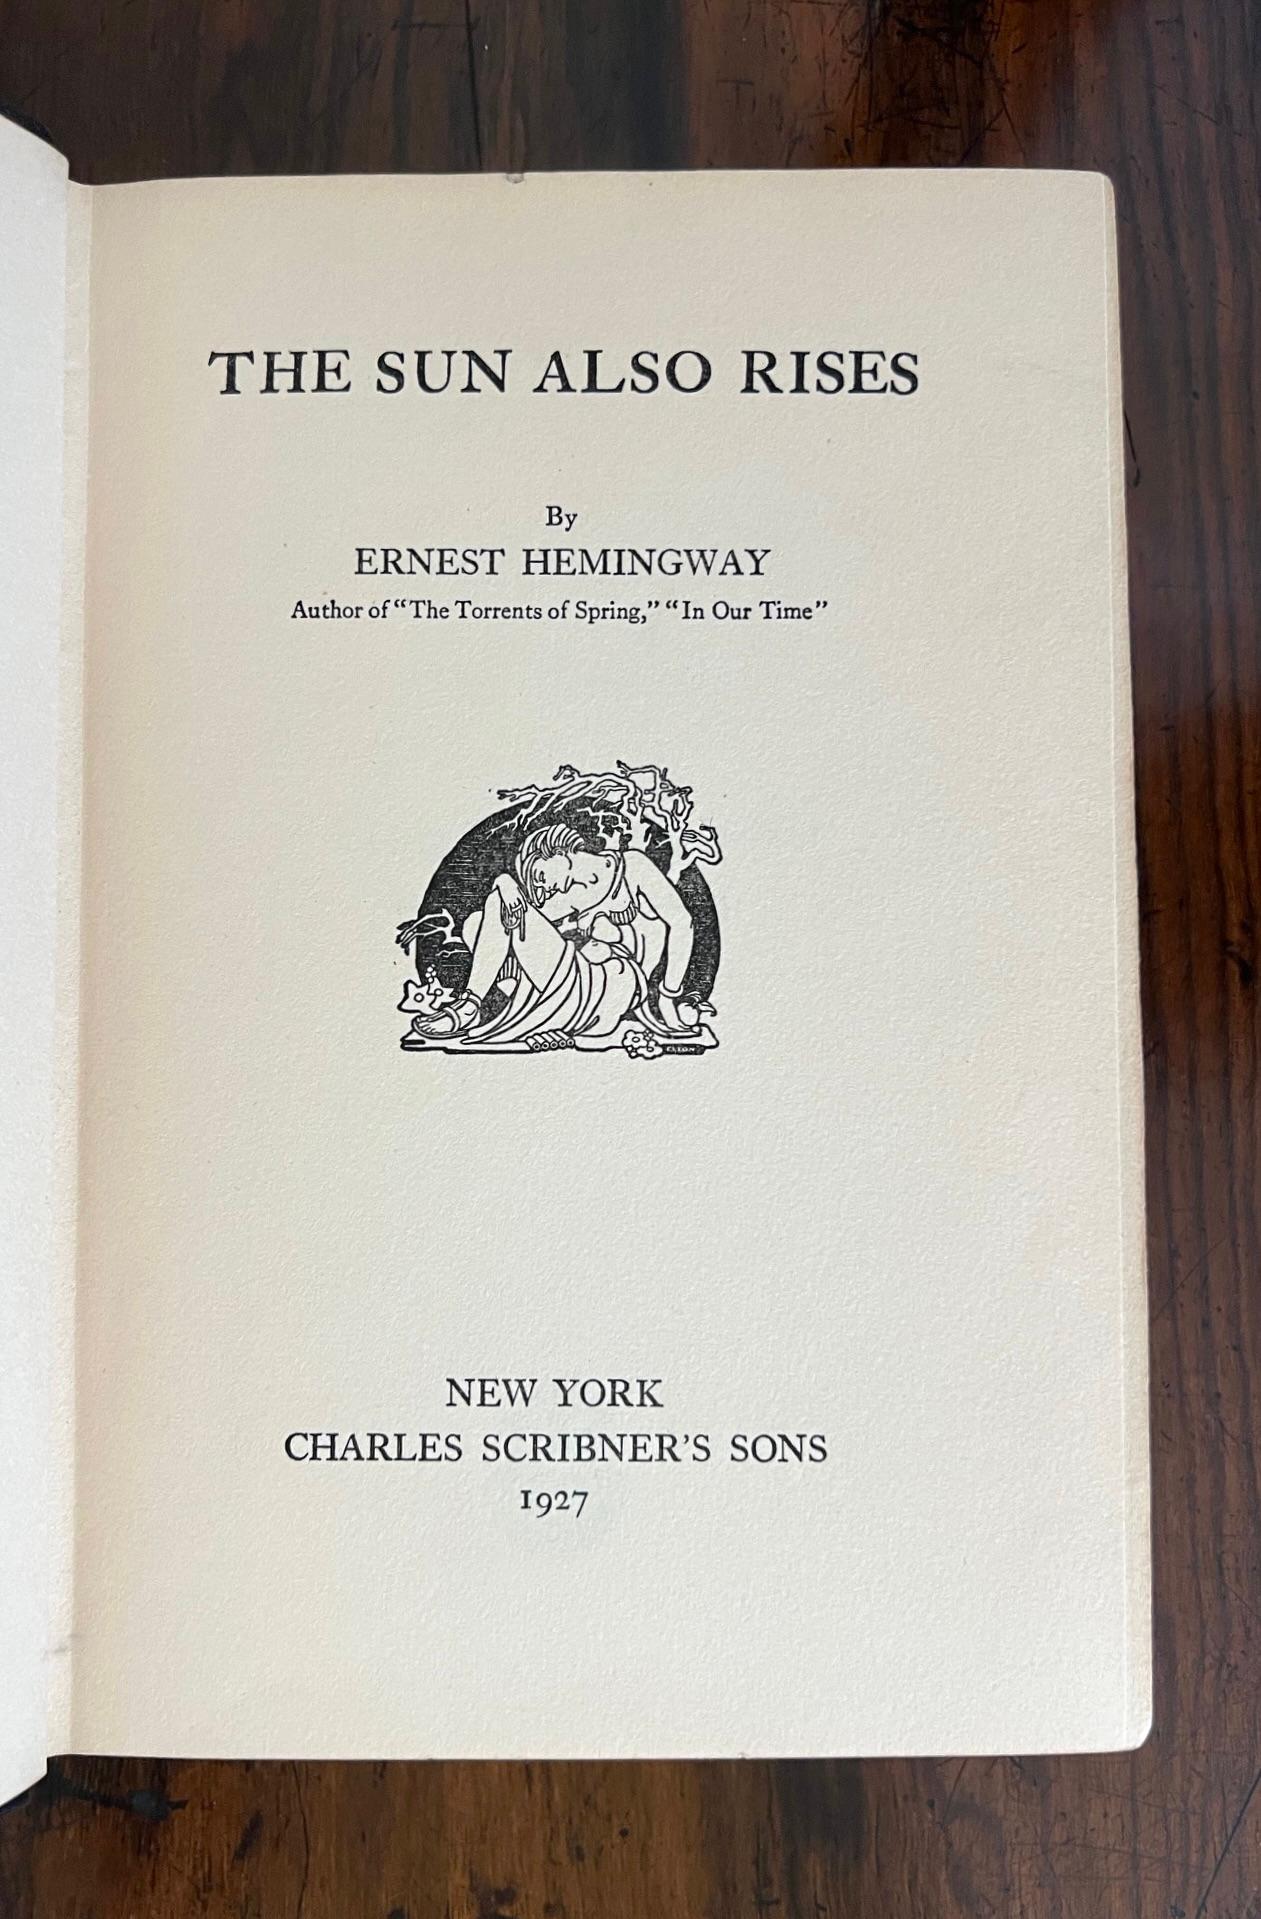 THE SUN ALSO RISES
By
ERNEST HEMINGWAY
Author of “The Torrents of Spring,” “In Our Time”
NEW YORK
CHARLES SCRIBNER’S SONS
1927